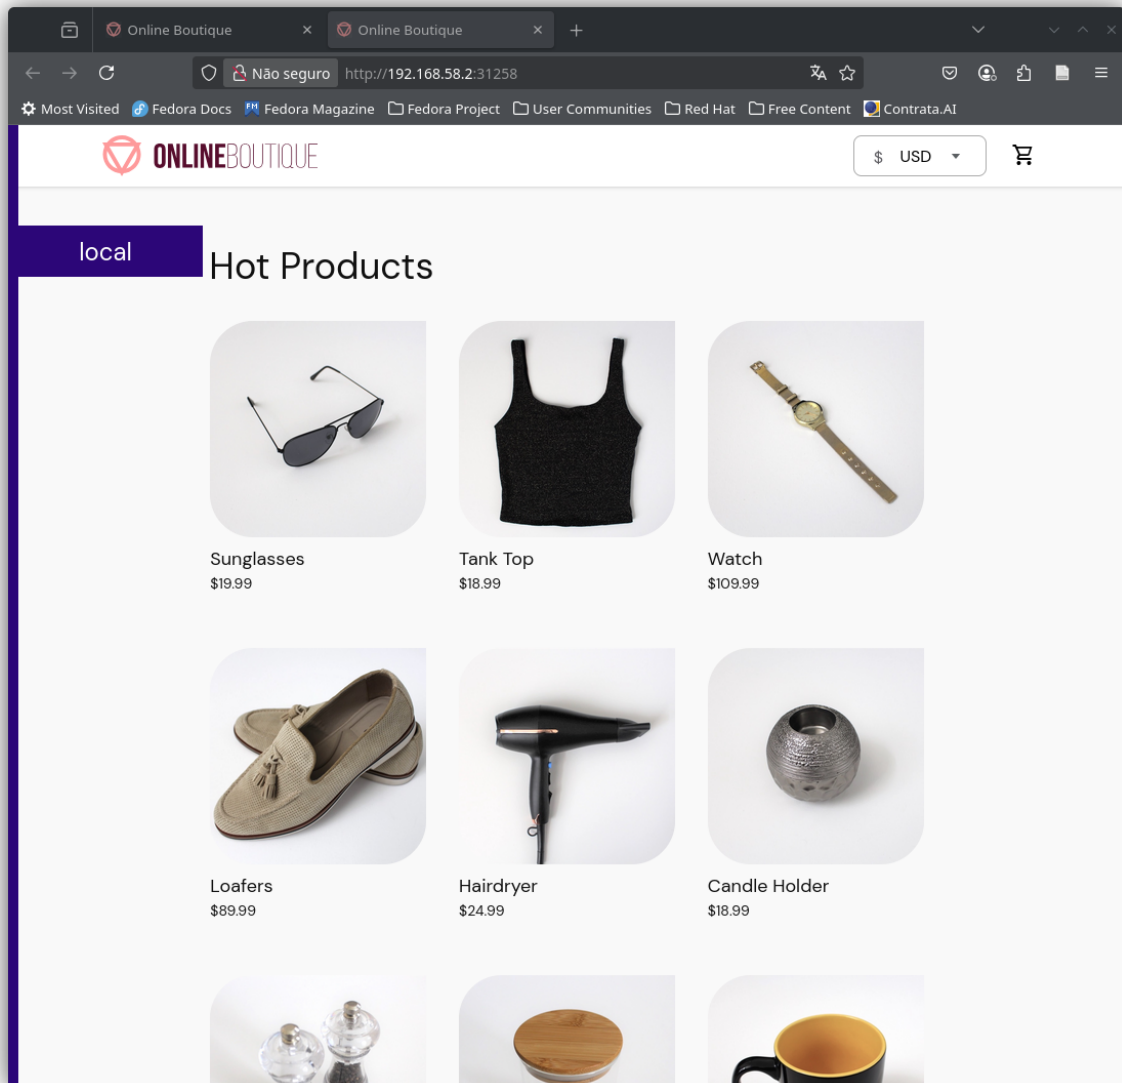 Online Boutique
Online Boutique
Não seguro http://192.168.58.2:31258
Most Visited Fedora Docs FM Fedora Magazine Fedora Project User Communities Red Hat Free Content Contrata.AI
ONLINEBOUTIQUE
$ USD
local
Hot Products
Sunglasses
$19.99
Tank Top
$18.99
Watch
$109.99
Loafers
$89.99
Hairdryer
$24.99
Candle Holder
$18.99